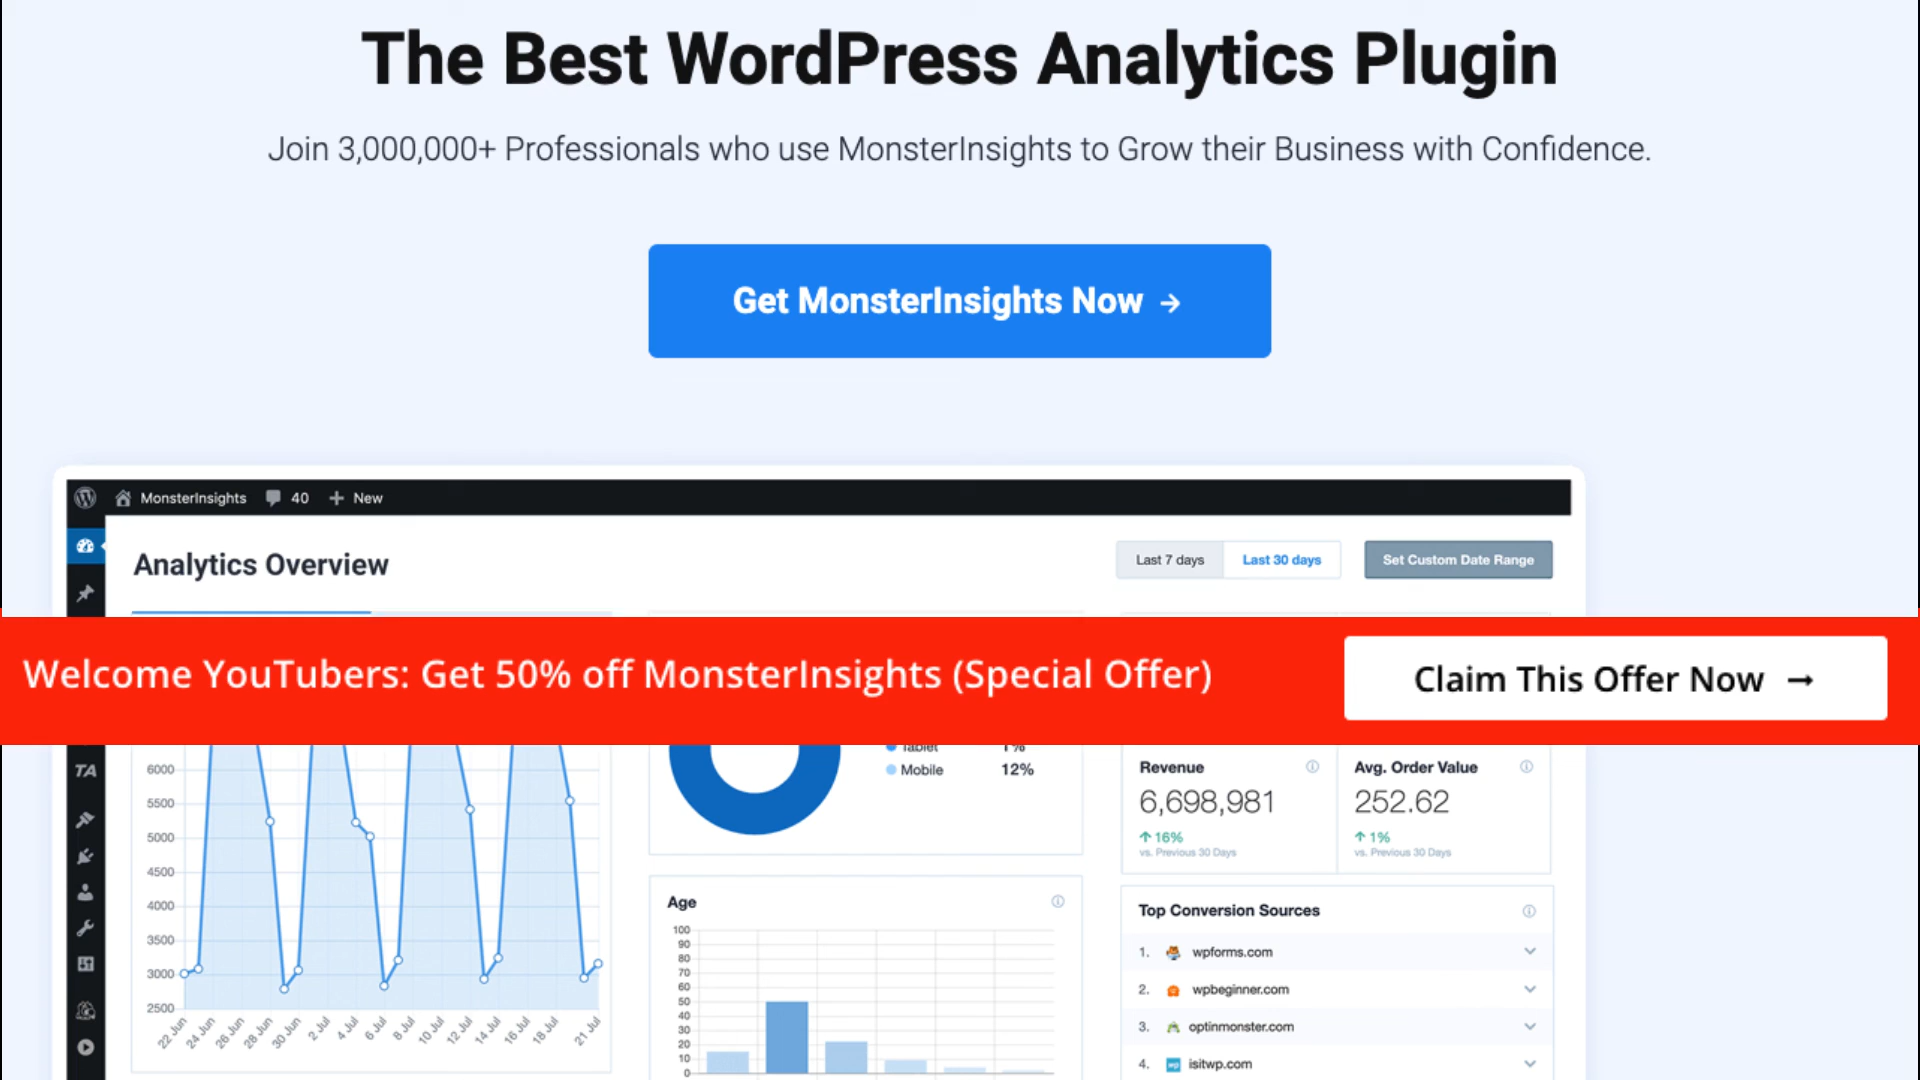 The Best WordPress Analytics Plugin
Join 3,000,000+ Professionals who use MonsterInsights to Grow their Business with Confidence.
Get MonsterInsights Now →
MonsterInsights 40 + New
Analytics Overview
Last 7 days Last 30 days Set Custom Date Range
Welcome YouTubers: Get 50% off MonsterInsights (Special Offer)
Claim This Offer Now →
TA
6000
5500
5000
4500
4000
3500
3000
2500
22 Jun 24 Jun 26 Jun 28 Jun 30 Jun 2 Jul 4 Jul 6 Jul 8 Jul 10 Jul 12 Jul 14 Jul 16 Jul 18 Jul 21 Jul
Tablet 1%
Mobile 12%
Age
100
90
80
70
60
50
40
30
20
10
0
Revenue
6,698,981
↑ 16%
vs. Previous 30 Days
Avg. Order Value
252.62
↑ 1%
vs. Previous 30 Days
Top Conversion Sources
1. wpforms.com
2. wpbeginner.com
3. optinmonster.com
4. isitwp.com